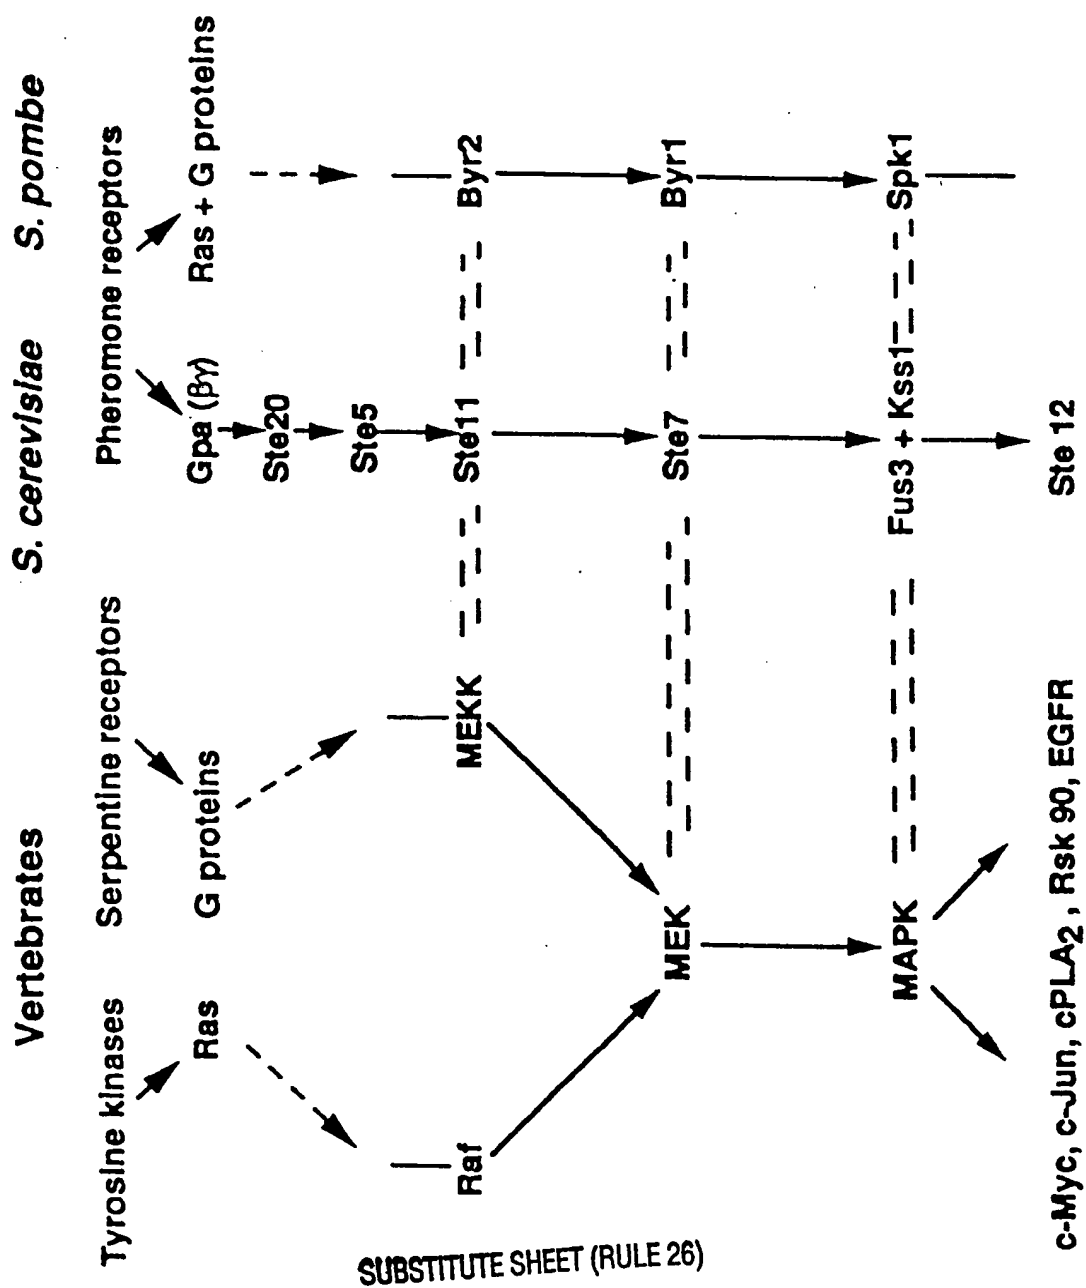 Vertebrates
S. cerevisiae
S. pombe
Tyrosine kinases
Serpentine receptors
Pheromone receptors
Ras
G proteins
Gpa (βγ)
Ras + G proteins
Ste20
Ste5
Raf
MEKK
Ste11
Byr2
MEK
Ste7
Byr1
MAPK
Fus3 + Kss1
Spk1
c-Myc, c-Jun, cPLA2, Rsk 90, EGFR
Ste 12
SUBSTITUTE SHEET (RULE 26)